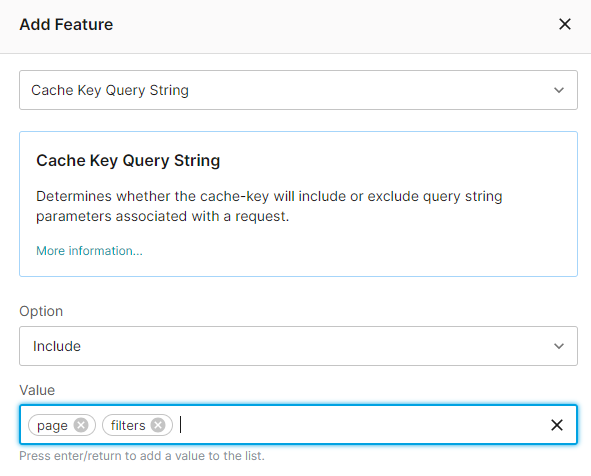 Add Feature
Cache Key Query String
Cache Key Query String
Determines whether the cache-key will include or exclude query string
parameters associated with a request.
More information...
Option
Include
Value
page filters
Press enter/return to add a value to the list.